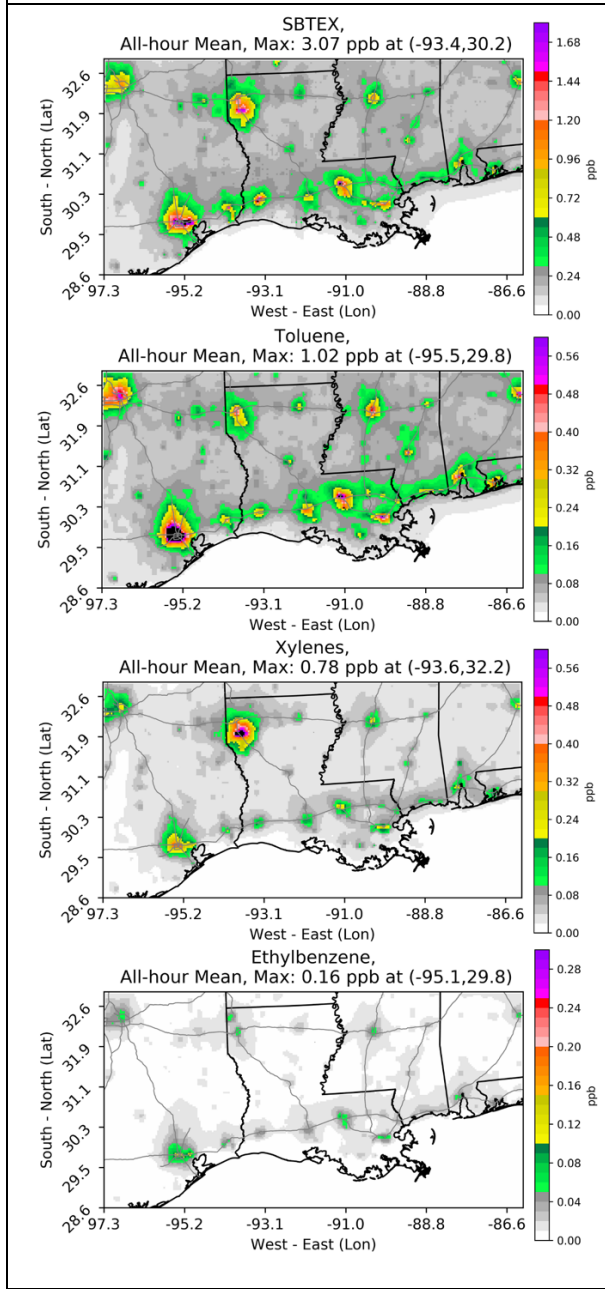 SBTEX,
All-hour Mean, Max: 3.07 ppb at (-93.4,30.2)
South - North (Lat)
32.6
31.9
31.1
30.3
29.5
28.6
-97.3 -95.2 -93.1 -91.0 -88.8 -86.6
West - East (Lon)
1.68
1.44
1.20
0.96
0.72
0.48
0.24
0.00
ppb
Toluene,
All-hour Mean, Max: 1.02 ppb at (-95.5,29.8)
South - North (Lat)
32.6
31.9
31.1
30.3
29.5
28.6
-97.3 -95.2 -93.1 -91.0 -88.8 -86.6
West - East (Lon)
0.56
0.48
0.40
0.32
0.24
0.16
0.08
0.00
ppb
Xylenes,
All-hour Mean, Max: 0.78 ppb at (-93.6,32.2)
South - North (Lat)
32.6
31.9
31.1
30.3
29.5
28.6
-97.3 -95.2 -93.1 -91.0 -88.8 -86.6
West - East (Lon)
0.56
0.48
0.40
0.32
0.24
0.16
0.08
0.00
ppb
Ethylbenzene,
All-hour Mean, Max: 0.16 ppb at (-95.1,29.8)
South - North (Lat)
32.6
31.9
31.1
30.3
29.5
28.6
-97.3 -95.2 -93.1 -91.0 -88.8 -86.6
West - East (Lon)
0.28
0.24
0.20
0.16
0.12
0.08
0.04
0.00
ppb